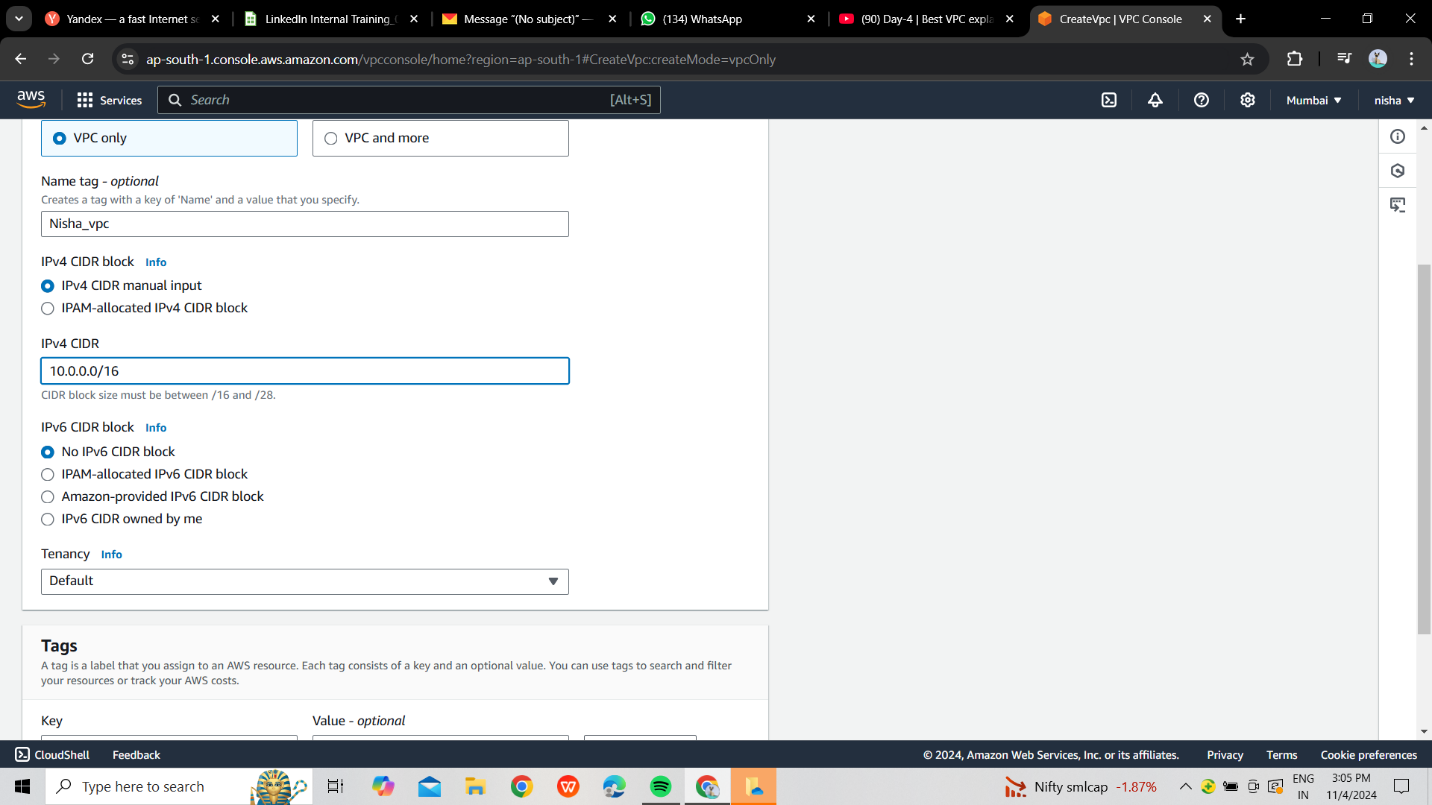 Yandex — a fast Internet se
LinkedIn Internal Training_
Message "(No subject)" —
(134) WhatsApp
(90) Day-4 | Best VPC expla
CreateVpc | VPC Console
ap-south-1.console.aws.amazon.com/vpcconsole/home?region=ap-south-1#CreateVpc:createMode=vpcOnly
aws
Services
Search
[Alt+S]
Mumbai
nisha
VPC only
VPC and more
Name tag - optional
Creates a tag with a key of 'Name' and a value that you specify.
Nisha_vpc
IPv4 CIDR block Info
IPv4 CIDR manual input
IPAM-allocated IPv4 CIDR block
IPv4 CIDR
10.0.0.0/16
CIDR block size must be between /16 and /28.
IPv6 CIDR block Info
No IPv6 CIDR block
IPAM-allocated IPv6 CIDR block
Amazon-provided IPv6 CIDR block
IPv6 CIDR owned by me
Tenancy Info
Default
Tags
A tag is a label that you assign to an AWS resource. Each tag consists of a key and an optional value. You can use tags to search and filter
your resources or track your AWS costs.
Key
Value - optional
CloudShell
Feedback
© 2024, Amazon Web Services, Inc. or its affiliates.
Privacy
Terms
Cookie preferences
Type here to search
Nifty smlcap -1.87%
ENG
IN
3:05 PM
11/4/2024